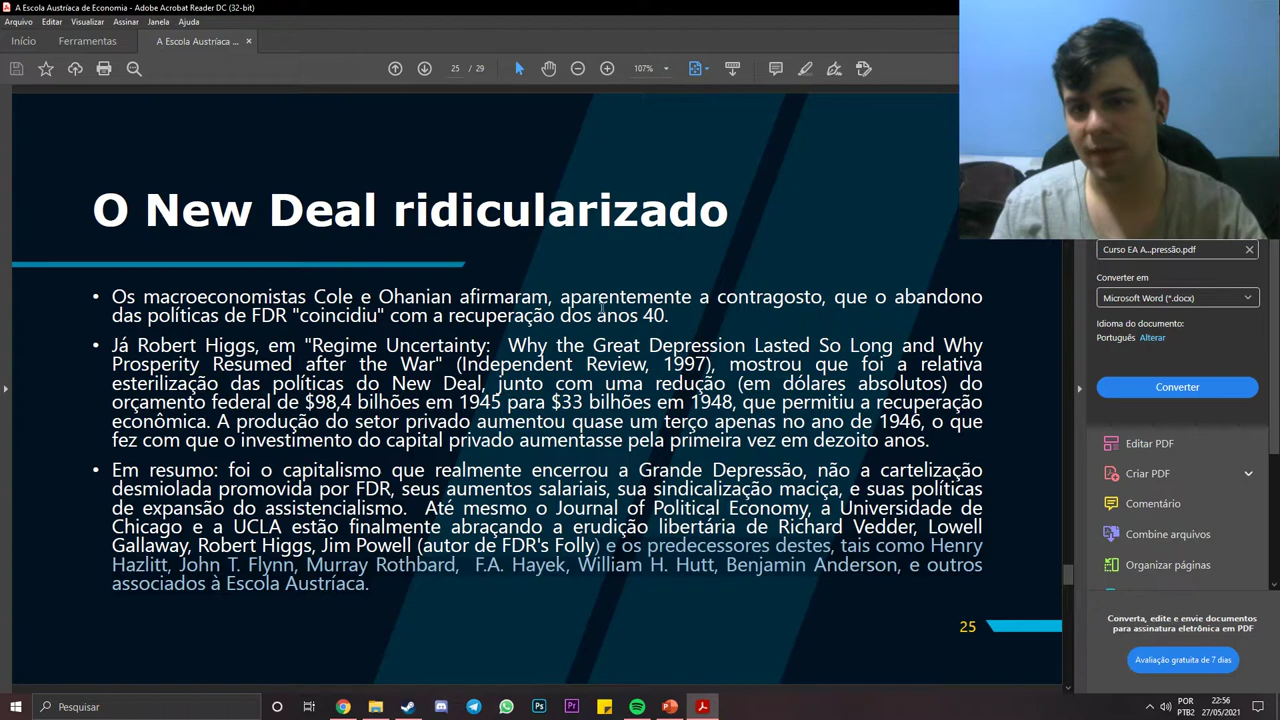 A Escola Austríaca de Economia - Adobe Acrobat Reader DC (32-bit)
Arquivo Editar Visualizar Assinar Janela Ajuda
Início Ferramentas A Escola Austríaca ...
25 / 29 107%
O New Deal ridicularizado
• Os macroeconomistas Cole e Ohanian afirmaram, aparentemente a contragosto, que o abandono
das políticas de FDR "coincidiu" com a recuperação dos anos 40.
• Já Robert Higgs, em "Regime Uncertainty: Why the Great Depression Lasted So Long and Why
Prosperity Resumed after the War" (Independent Review, 1997), mostrou que foi a relativa
esterilização das políticas do New Deal, junto com uma redução (em dólares absolutos) do
orçamento federal de $98,4 bilhões em 1945 para $33 bilhões em 1948, que permitiu a recuperação
econômica. A produção do setor privado aumentou quase um terço apenas no ano de 1946, o que
fez com que o investimento do capital privado aumentasse pela primeira vez em dezoito anos.
• Em resumo: foi o capitalismo que realmente encerrou a Grande Depressão, não a cartelização
desmiolada promovida por FDR, seus aumentos salariais, sua sindicalização maciça, e suas políticas
de expansão do assistencialismo. Até mesmo o Journal of Political Economy, a Universidade de
Chicago e a UCLA estão finalmente abraçando a erudição libertária de Richard Vedder, Lowell
Gallaway, Robert Higgs, Jim Powell (autor de FDR's Folly) e os predecessores destes, tais como Henry
Hazlitt, John T. Flynn, Murray Rothbard, F.A. Hayek, William H. Hutt, Benjamin Anderson, e outros
associados à Escola Austríaca.
25
Curso EA A...pressão.pdf
Converter em
Microsoft Word (*.docx)
Idioma do documento:
Português Alterar
Converter
Editar PDF
Criar PDF
Comentário
Combine arquivos
Organizar páginas
Converta, edite e envie documentos
para assinatura eletrônica em PDF
Avaliação gratuita de 7 dias
Pesquisar
POR
PTB2
22:56
27/05/2021